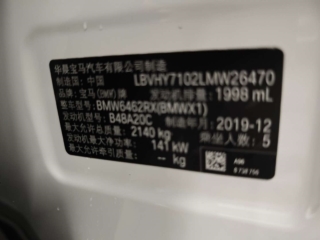 华晨宝马汽车有限公司制造
制造国：中国 LBVHY7102LMW26470
品牌：宝马(BMW)牌 发动机排量：1998 mL
整车型号：BMW6462RX(BMWX1)
发动机型号：B48A20C 制造年月：2019-12
最大允许总质量：2140 kg 乘坐人数：5
发动机最大净功率：141 kW
最大允许牵引质量：-- kg